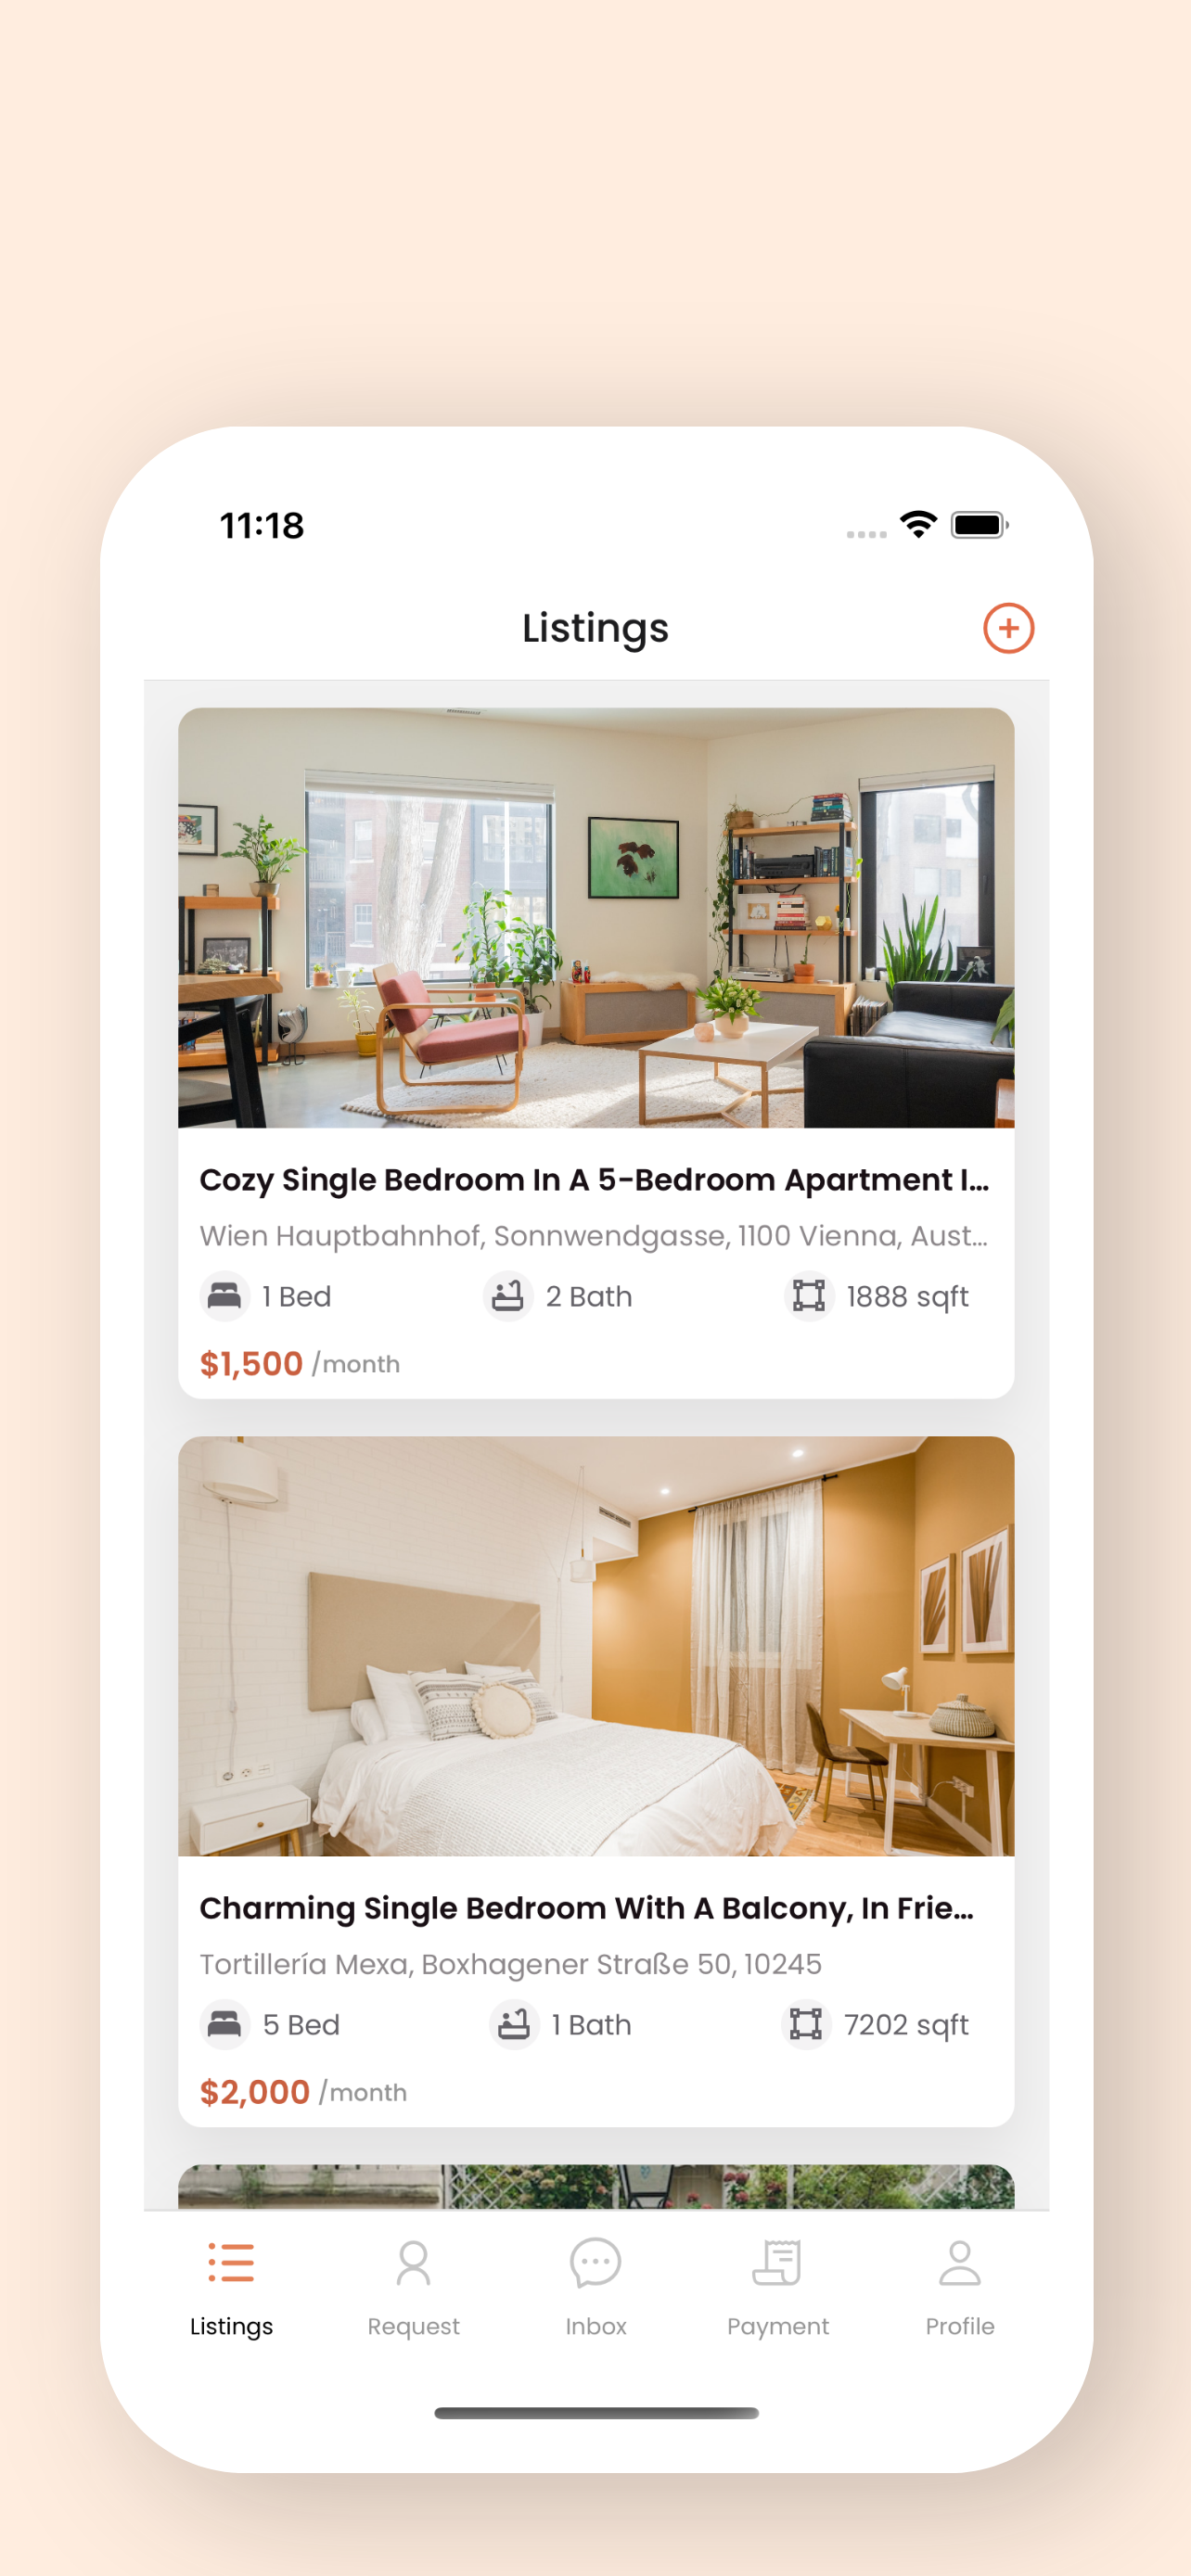 11:18
Listings
Cozy Single Bedroom In A 5-Bedroom Apartment I...
Wien Hauptbahnhof, Sonnwendgasse, 1100 Vienna, Aust...
1 Bed 2 Bath 1888 sqft
$1,500 /month
Charming Single Bedroom With A Balcony, In Frie...
Tortillería Mexa, Boxhagener Straße 50, 10245
5 Bed 1 Bath 7202 sqft
$2,000 /month
Listings Request Inbox Payment Profile